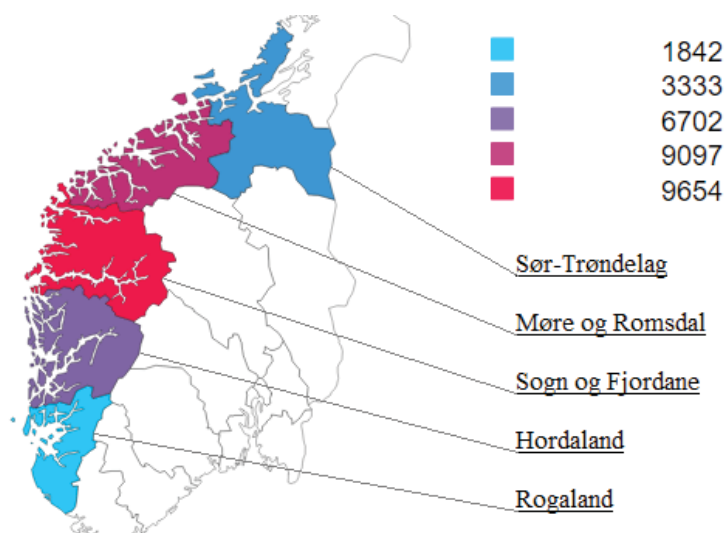 1842
3333
6702
9097
9654
Sør-Trøndelag
Møre og Romsdal
Sogn og Fjordane
Hordaland
Rogaland